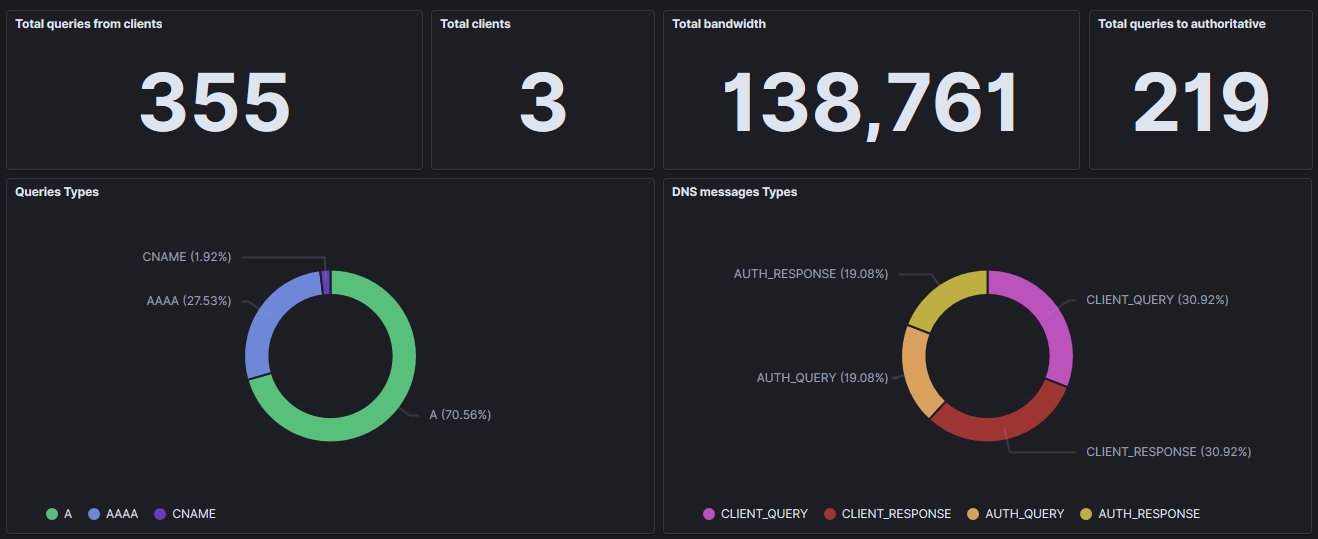 Total queries from clients
355
Total clients
3
Total bandwidth
138,761
Total queries to authoritative
219
Queries Types
CNAME (1.92%)
AAAA (27.53%)
A (70.56%)
A AAAA CNAME
DNS messages Types
AUTH_RESPONSE (19.08%)
CLIENT_QUERY (30.92%)
AUTH_QUERY (19.08%)
CLIENT_RESPONSE (30.92%)
CLIENT_QUERY CLIENT_RESPONSE AUTH_QUERY AUTH_RESPONSE